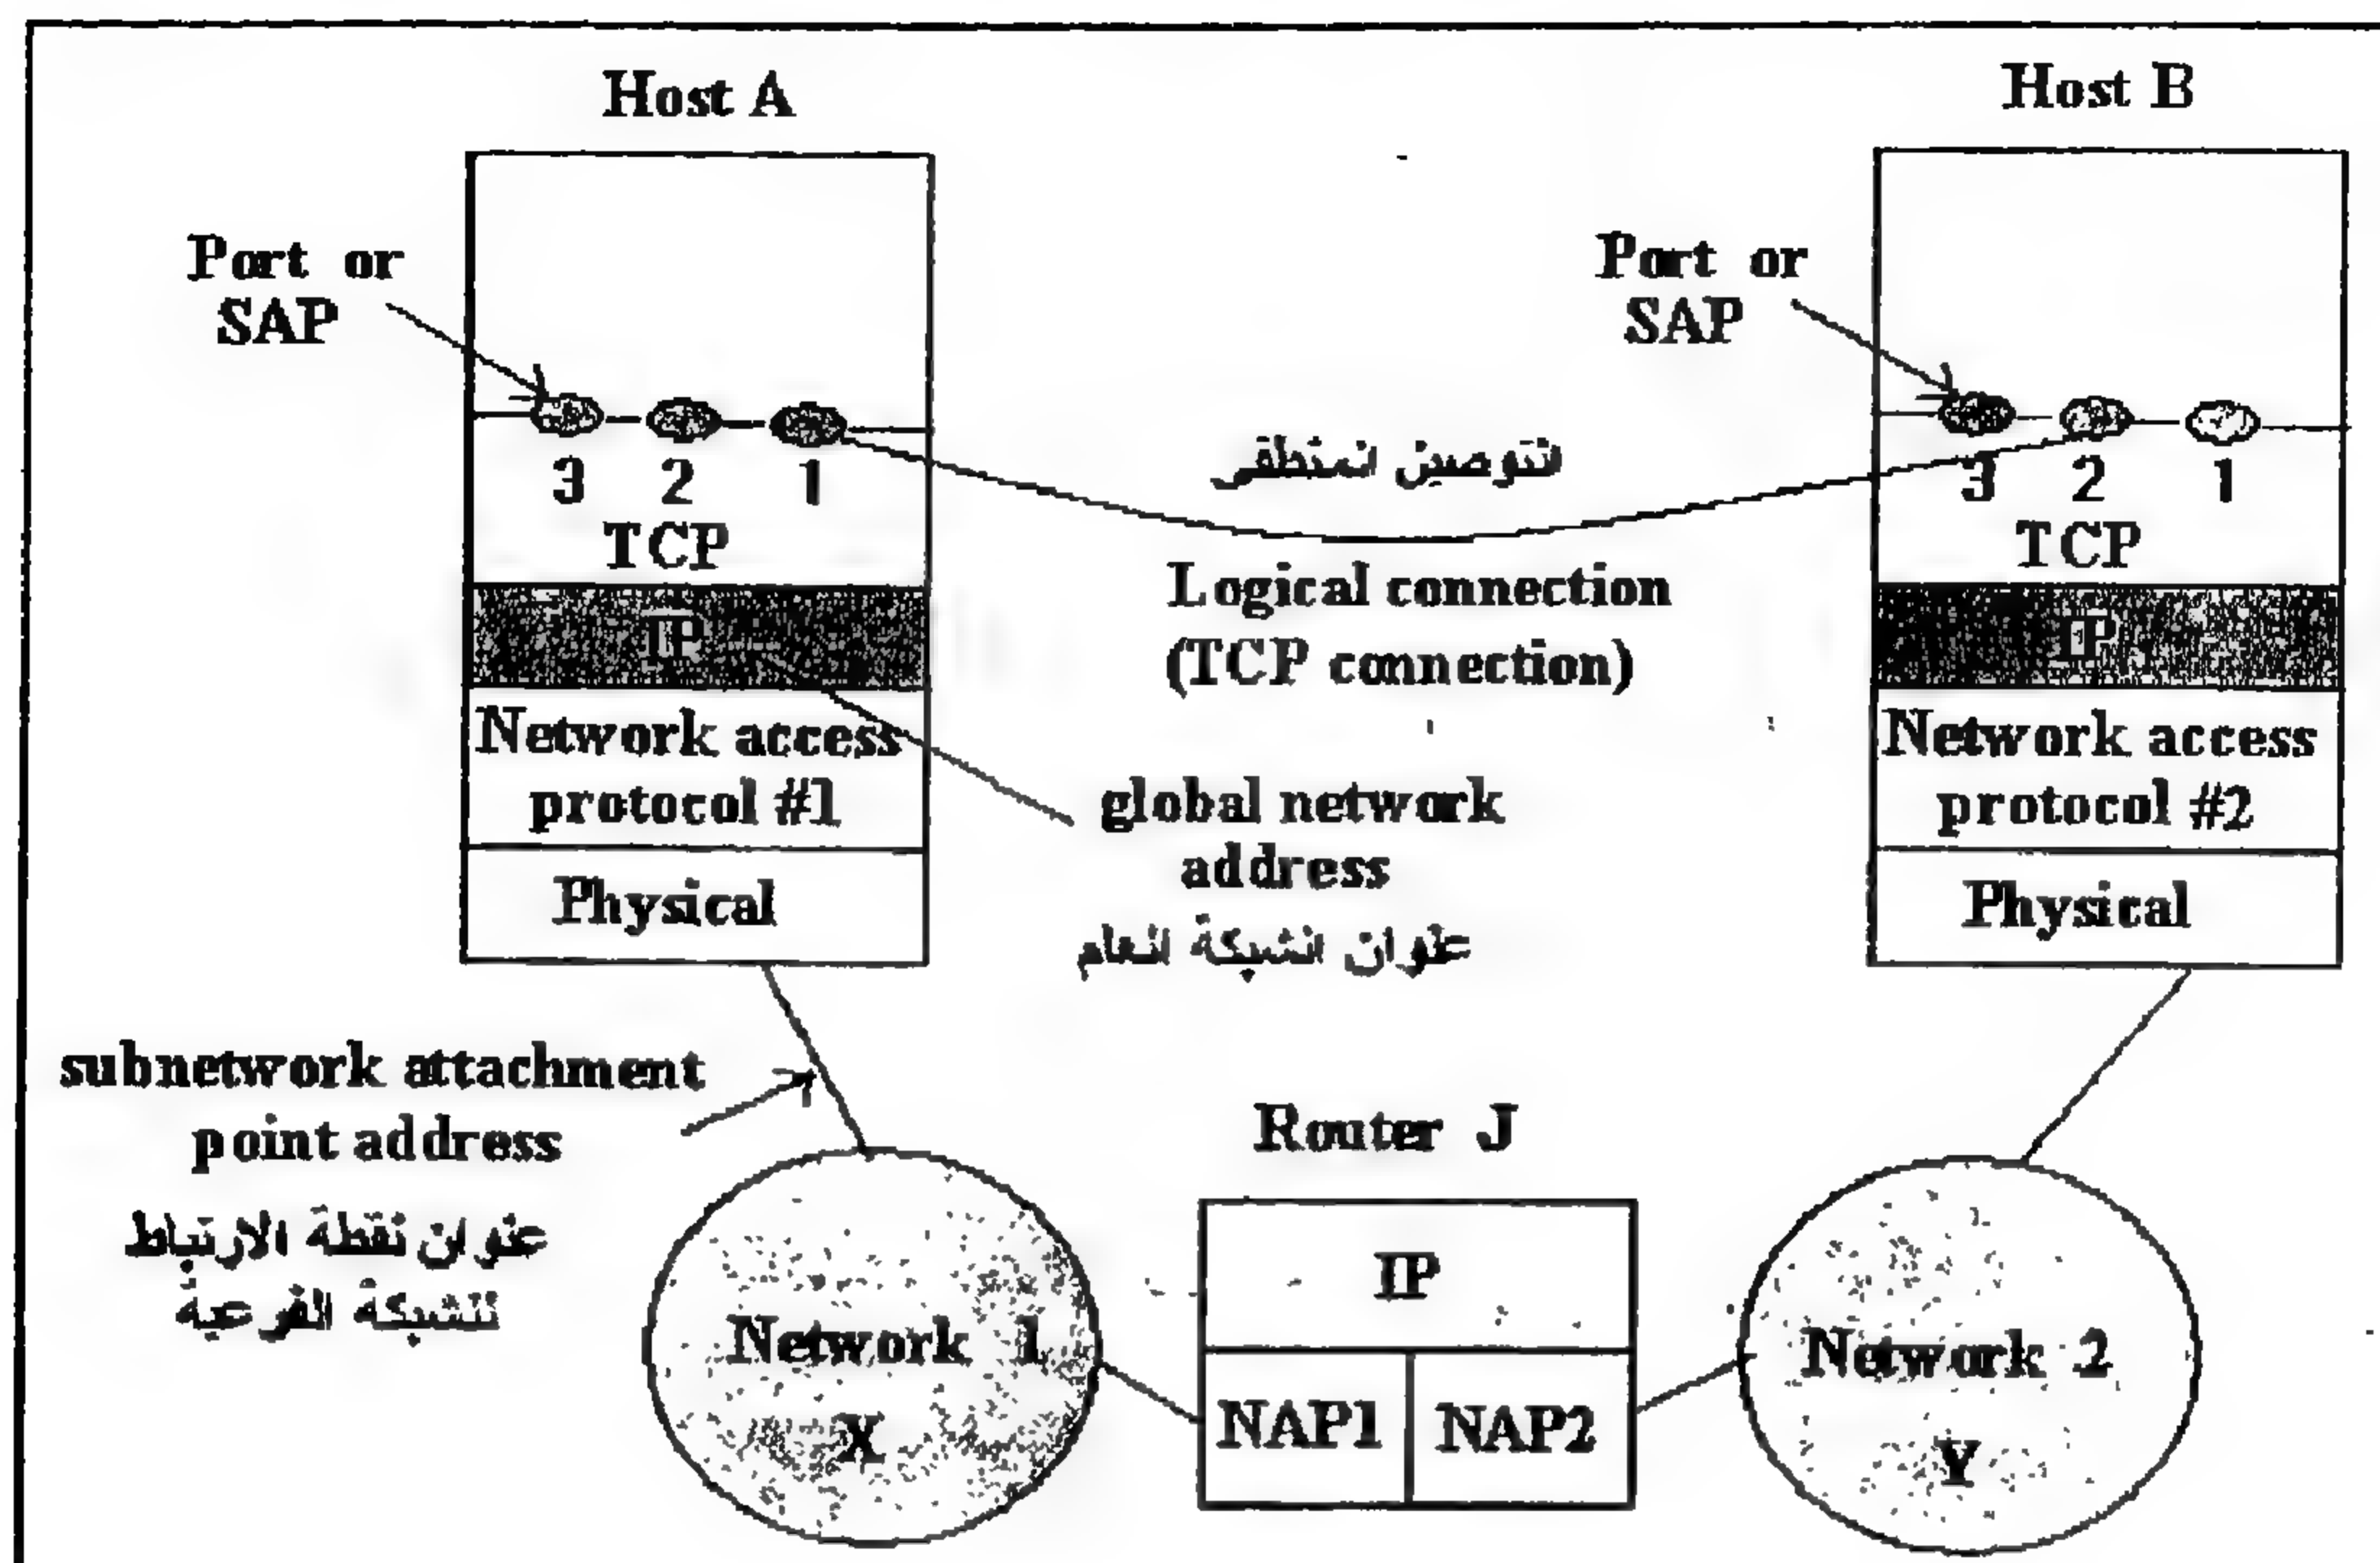 Host A
Host B
Port or
SAP
Port or
SAP
3 2 1
TCP
3 2 1
TCP
التوصيل المنطقى
Logical connection
(TCP connection)
IP
IP
Network access
protocol #1
Network access
protocol #2
global network
address
عنوان الشبكة العام
Physical
Physical
subnetwork attachment
point address
عنوان نقطة الارتباط
للشبكة الفرعية
Router J
IP
NAP1 NAP2
Network 1
X
Network 2
Y